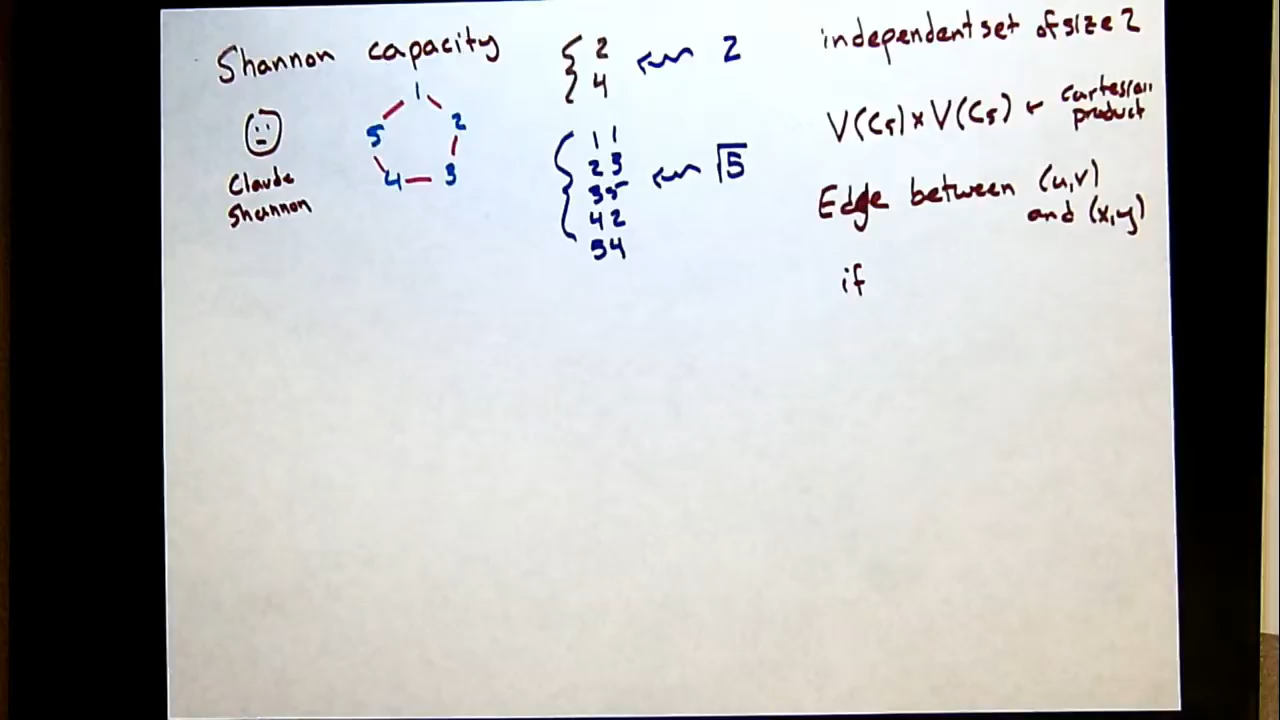 Shannon capacity
Claude
Shannon
1
2
3
4
5
2
4
2
11
23
35
42
54
√5
independent set of size 2
V(C₅) × V(C₅) ← cartesian
product
Edge between (u,v)
and (x,y)
if